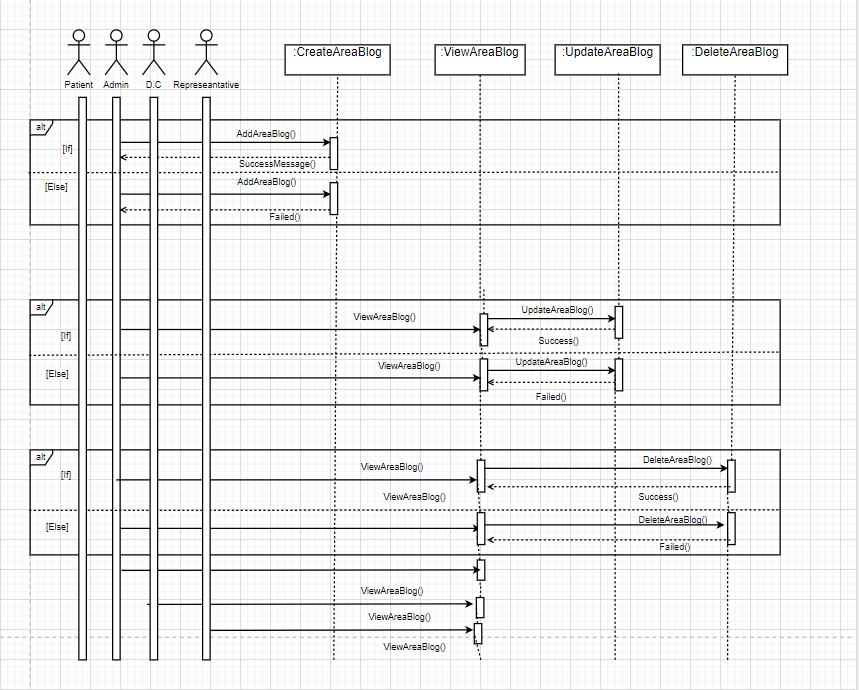 :CreateAreaBlog
:ViewAreaBlog
:UpdateAreaBlog
:DeleteAreaBlog
Patient
Admin
D.C
Represeantative
alt
[If]
AddAreaBlog()
SuccessMessage()
[Else]
AddAreaBlog()
Failed()
alt
[If]
ViewAreaBlog()
UpdateAreaBlog()
Success()
[Else]
ViewAreaBlog()
UpdateAreaBlog()
Failed()
alt
[If]
ViewAreaBlog()
DeleteAreaBlog()
ViewAreaBlog()
Success()
[Else]
DeleteAreaBlog()
Failed()
ViewAreaBlog()
ViewAreaBlog()
ViewAreaBlog()